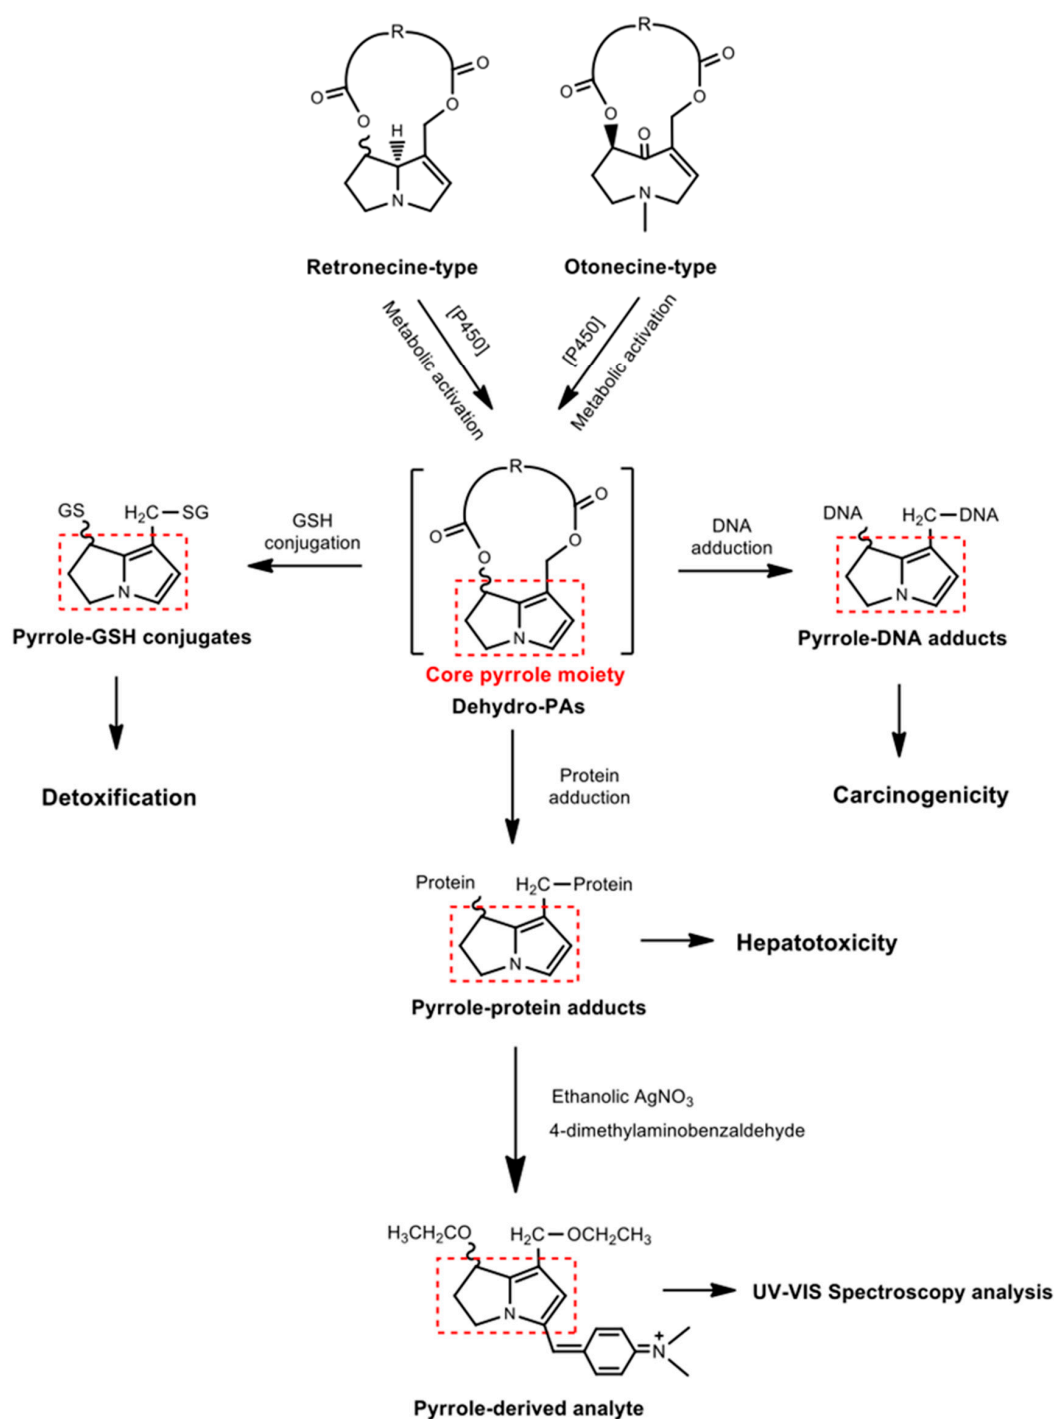 R
R
O
O
O
O
O
O
O
O
H
O
N
N
Retronecine-type
Otonecine-type
[P450]
Metabolic activation
[P450]
Metabolic activation
R
O
O
O
O
N
GS
H2C—SG
N
GSH
conjugation
DNA
adduction
DNA
H2C—DNA
N
Pyrrole-GSH conjugates
Core pyrrole moiety
Dehydro-PAs
Pyrrole-DNA adducts
Detoxification
Protein
adduction
Carcinogenicity
Protein
H2C—Protein
N
Hepatotoxicity
Pyrrole-protein adducts
Ethanolic AgNO3
4-dimethylaminobenzaldehyde
H3CH2CO
H2C—OCH2CH3
N
N+
UV-VIS Spectroscopy analysis
Pyrrole-derived analyte